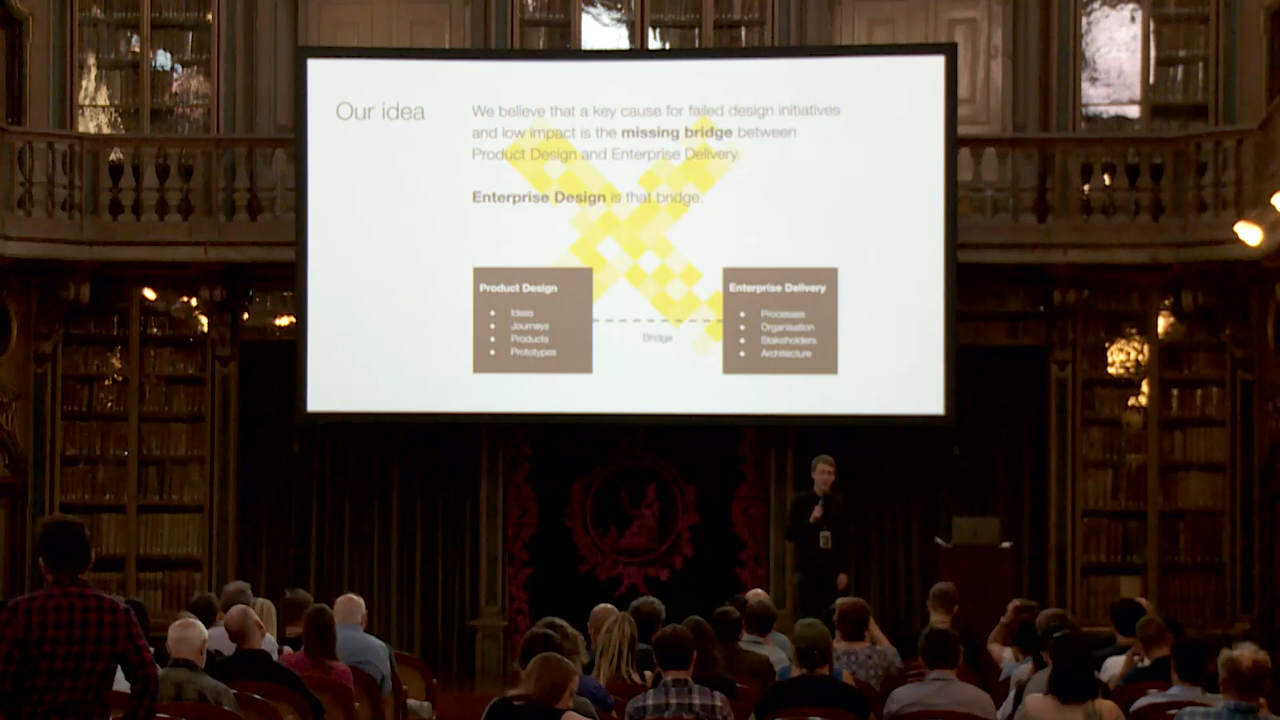 Our idea
We believe that a key cause for failed design initiatives
and low impact is the missing bridge between
Product Design and Enterprise Delivery.
Enterprise Design is that bridge.
Product Design
Ideas
Journeys
Products
Prototypes
Bridge
Enterprise Delivery
Processes
Organisation
Stakeholders
Architecture